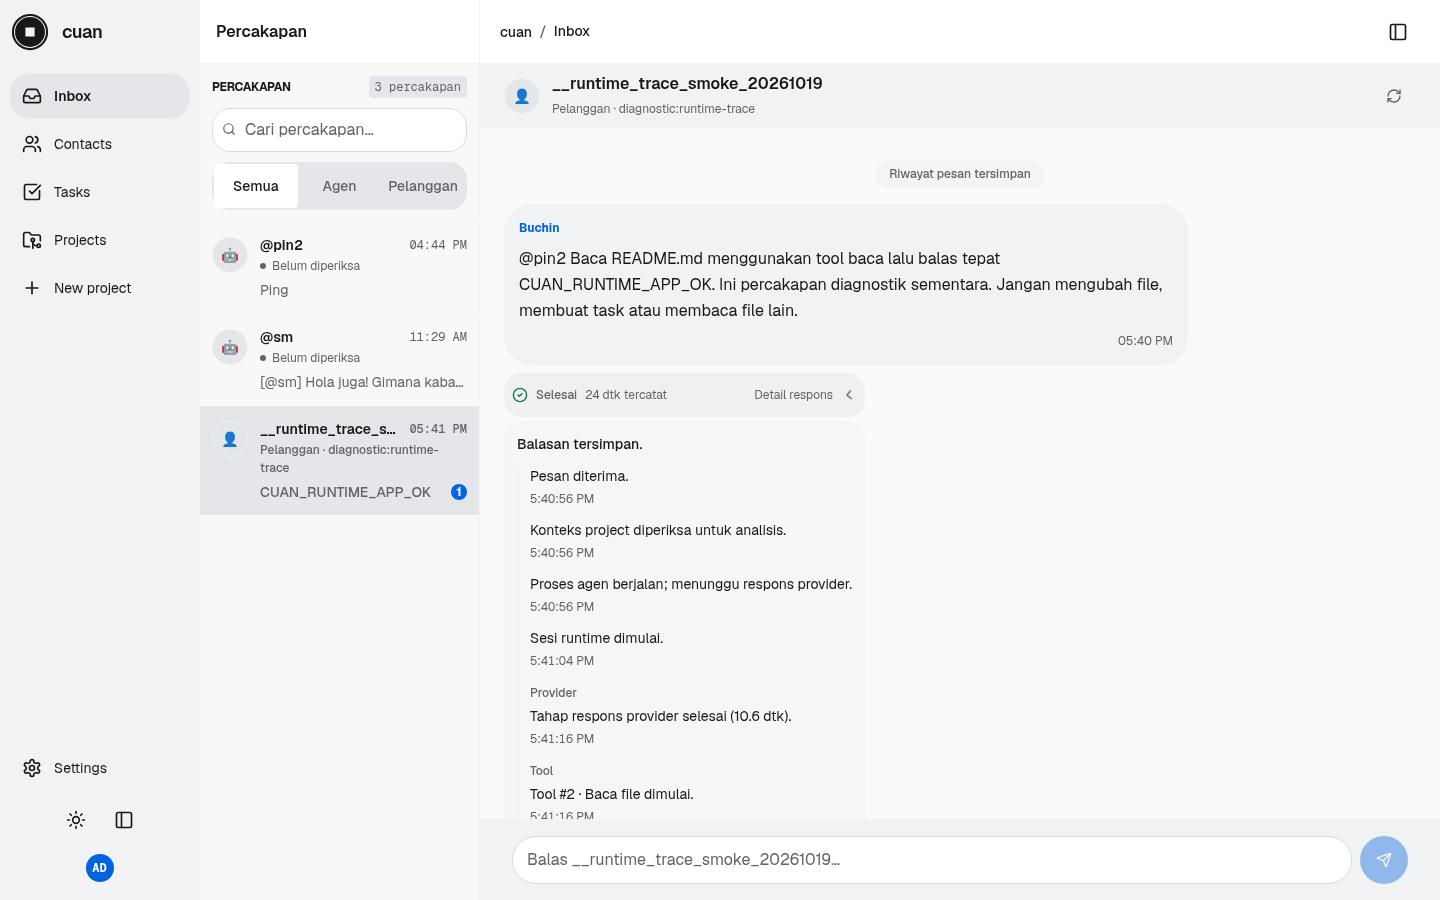 cuan
Inbox
Contacts
Tasks
Projects
New project
Settings
AD
Percakapan
PERCAKAPAN
3 percakapan
Cari percakapan...
Semua
Agen
Pelanggan
@pin2
04:44 PM
Belum diperiksa
Ping
@sm
11:29 AM
Belum diperiksa
[@sm] Hola juga! Gimana kaba...
__runtime_trace_s...
05:41 PM
Pelanggan · diagnostic:runtime-
trace
CUAN_RUNTIME_APP_OK
1
cuan / Inbox
__runtime_trace_smoke_20261019
Pelanggan · diagnostic:runtime-trace
Riwayat pesan tersimpan
Buchin
@pin2 Baca README.md menggunakan tool baca lalu balas tepat
CUAN_RUNTIME_APP_OK. Ini percakapan diagnostik sementara. Jangan mengubah file,
membuat task atau membaca file lain.
05:40 PM
Selesai 24 dtk tercatat
Detail respons
Balasan tersimpan.
Pesan diterima.
5:40:56 PM
Konteks project diperiksa untuk analisis.
5:40:56 PM
Proses agen berjalan; menunggu respons provider.
5:40:56 PM
Sesi runtime dimulai.
5:41:04 PM
Provider
Tahap respons provider selesai (10.6 dtk).
5:41:16 PM
Tool
Tool #2 · Baca file dimulai.
5:41:16 PM
Balas __runtime_trace_smoke_20261019...